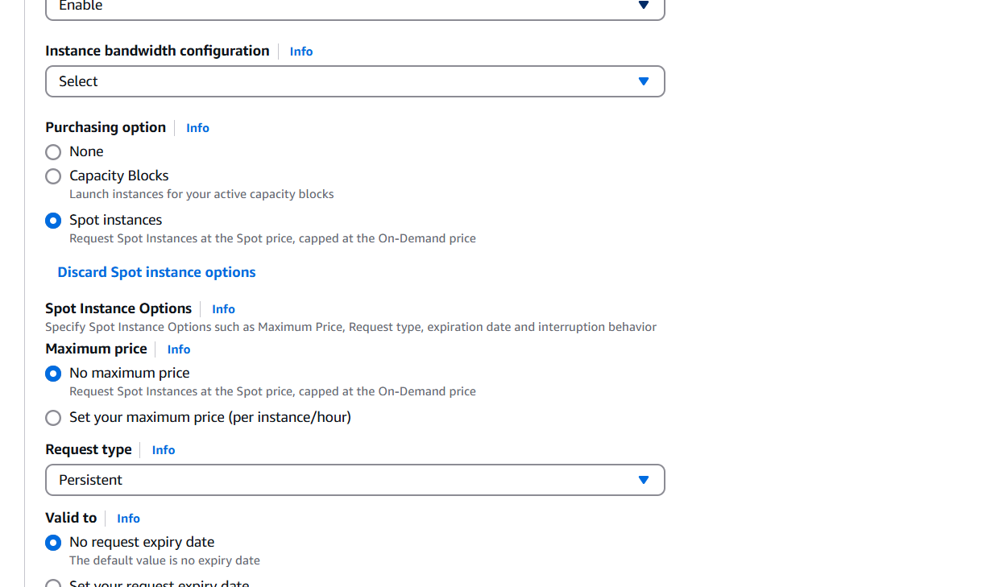 Enable
Instance bandwidth configuration Info
Select
Purchasing option Info
None
Capacity Blocks
Launch instances for your active capacity blocks
Spot instances
Request Spot Instances at the Spot price, capped at the On-Demand price
Discard Spot instance options
Spot Instance Options Info
Specify Spot Instance Options such as Maximum Price, Request type, expiration date and interruption behavior
Maximum price Info
No maximum price
Request Spot Instances at the Spot price, capped at the On-Demand price
Set your maximum price (per instance/hour)
Request type Info
Persistent
Valid to Info
No request expiry date
The default value is no expiry date
Set your request expiry date